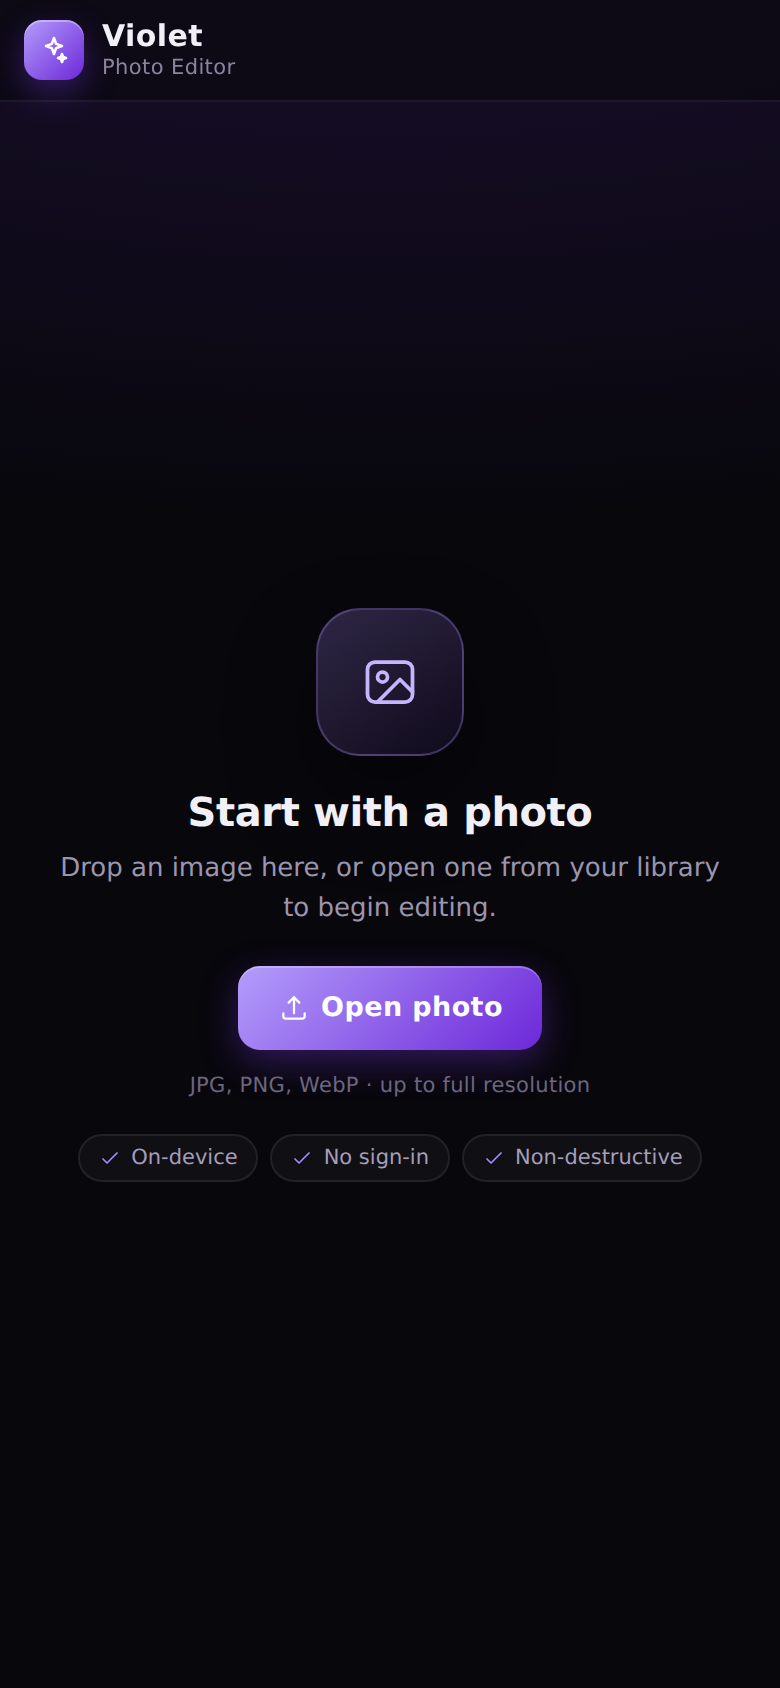 Violet
Photo Editor
Start with a photo
Drop an image here, or open one from your library
to begin editing.
Open photo
JPG, PNG, WebP · up to full resolution
On-device
No sign-in
Non-destructive